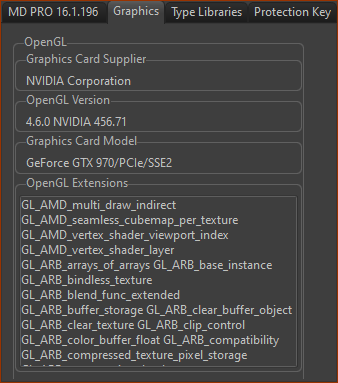 MD PRO 16.1.196 Graphics Type Libraries Protection Key
OpenGL
Graphics Card Supplier
NVIDIA Corporation
OpenGL Version
4.6.0 NVIDIA 456.71
Graphics Card Model
GeForce GTX 970/PCIe/SSE2
OpenGL Extensions
GL_AMD_multi_draw_indirect
GL_AMD_seamless_cubemap_per_texture
GL_AMD_vertex_shader_viewport_index
GL_AMD_vertex_shader_layer
GL_ARB_arrays_of_arrays GL_ARB_base_instance
GL_ARB_bindless_texture
GL_ARB_blend_func_extended
GL_ARB_buffer_storage GL_ARB_clear_buffer_object
GL_ARB_clear_texture GL_ARB_clip_control
GL_ARB_color_buffer_float GL_ARB_compatibility
GL_ARB_compressed_texture_pixel_storage